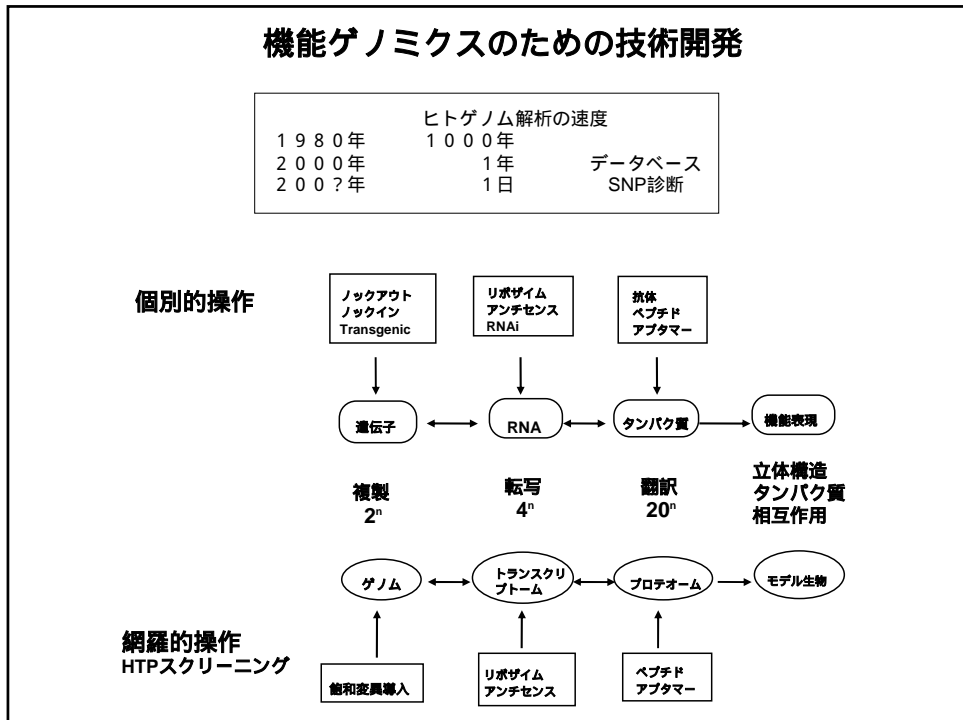 機能ゲノミクスのための技術開発
ヒトゲノム解析の速度
1980年 1000年
2000年 1年 データベース
200?年 1日 SNP診断
個別的操作
ノックアウト
ノックイン
Transgenic
リボザイム
アンチセンス
RNAi
抗体
ペプチド
アプタマー
遺伝子
RNA
タンパク質
機能表現
複製
2ⁿ
転写
4ⁿ
翻訳
20ⁿ
立体構造
タンパク質
相互作用
ゲノム
トランスクリ
プトーム
プロテオーム
モデル生物
網羅的操作
HTPスクリーニング
飽和変異導入
リボザイム
アンチセンス
ペプチド
アプタマー